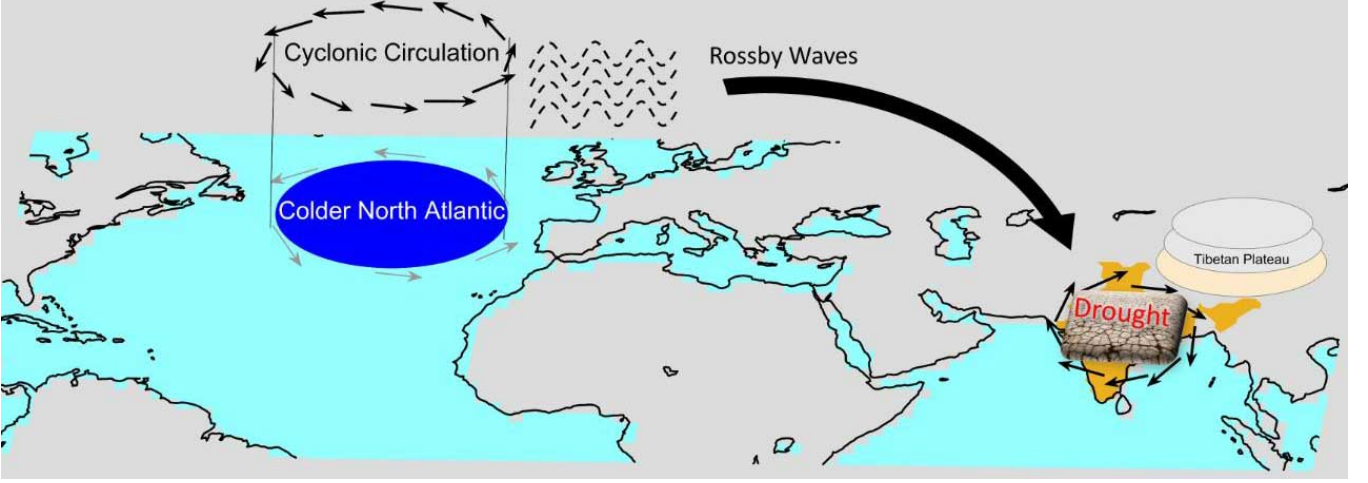 Cyclonic Circulation
Rossby Waves
Colder North Atlantic
Tibetan Plateau
Drought